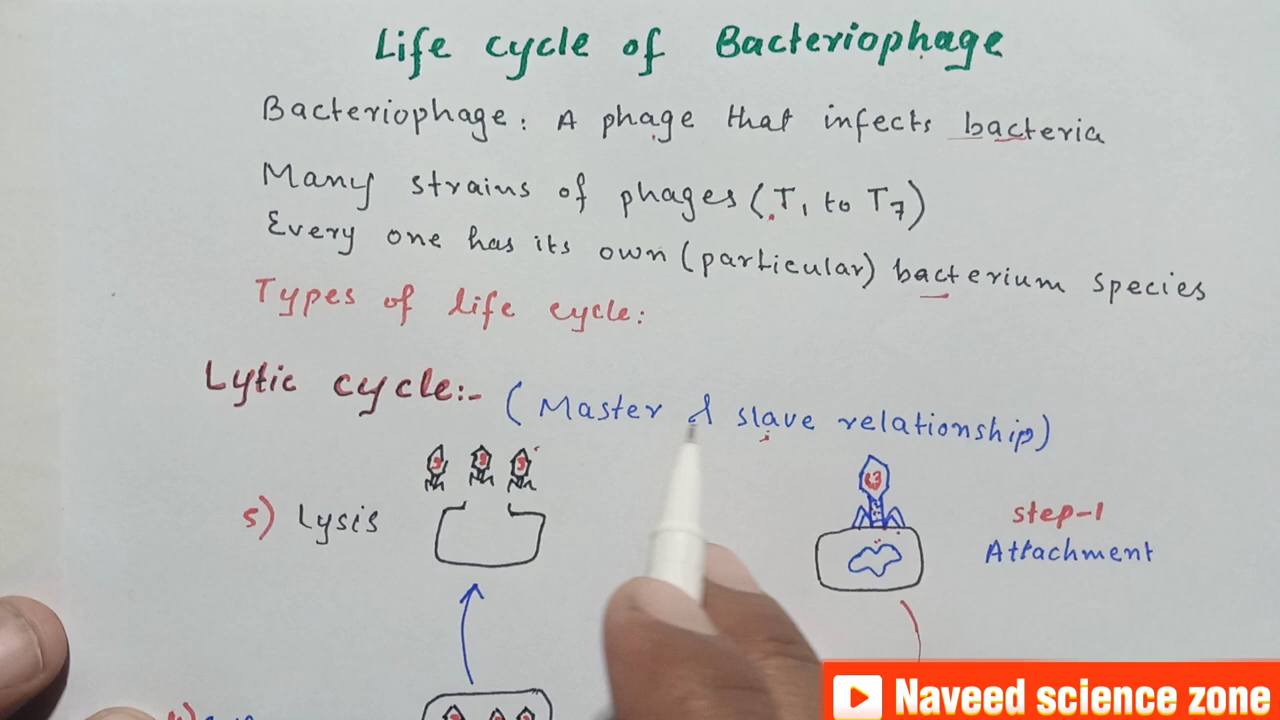 Life cycle of Bacteriophage
Bacteriophage: A phage that infects bacteria
Many strains of phages (T1 to T7)
Every one has its own (particular) bacterium species
Types of life cycle:
Lytic cycle:- (Master & slave relationship)
5) Lysis
Step-1
Attachment
Naveed science zone